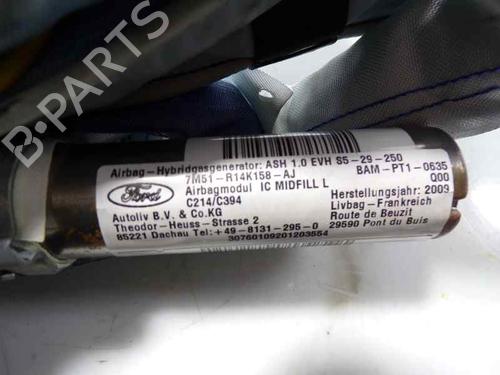 B-PARTS
Airbag-Hybridgasgenerator: ASH 1.0 EVH S5-29-250
7M51-R14K158-AJ BAM-PT1-0635
Airbagmodul IC MIDFILL L Q00
Ford
C214/C394 Herstellungsjahr: 2009
Autoliv B.V. & Co.KG Livbag-Frankreich
Theodor-Heuss-Strasse 2 Route de Beuzit
85221 Dachau Tel:+49-8131-295-0 29590 Pont du Buis
30760109201203554